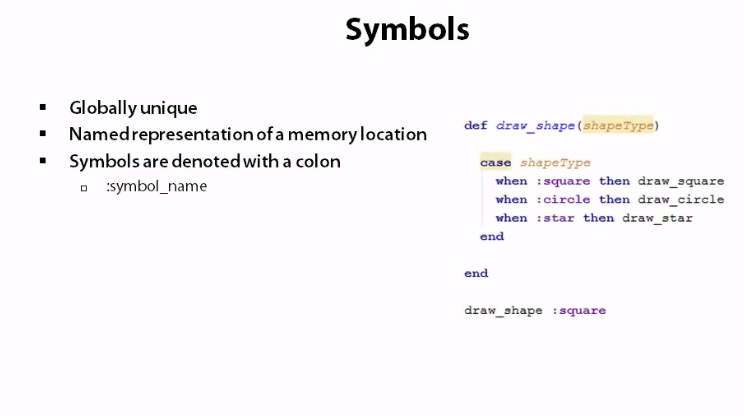 Symbols
▪ Globally unique
▪ Named representation of a memory location
▪ Symbols are denoted with a colon
▫ :symbol_name
def draw_shape(shapeType)
case shapeType
when :square then draw_square
when :circle then draw_circle
when :star then draw_star
end
end
draw_shape :square